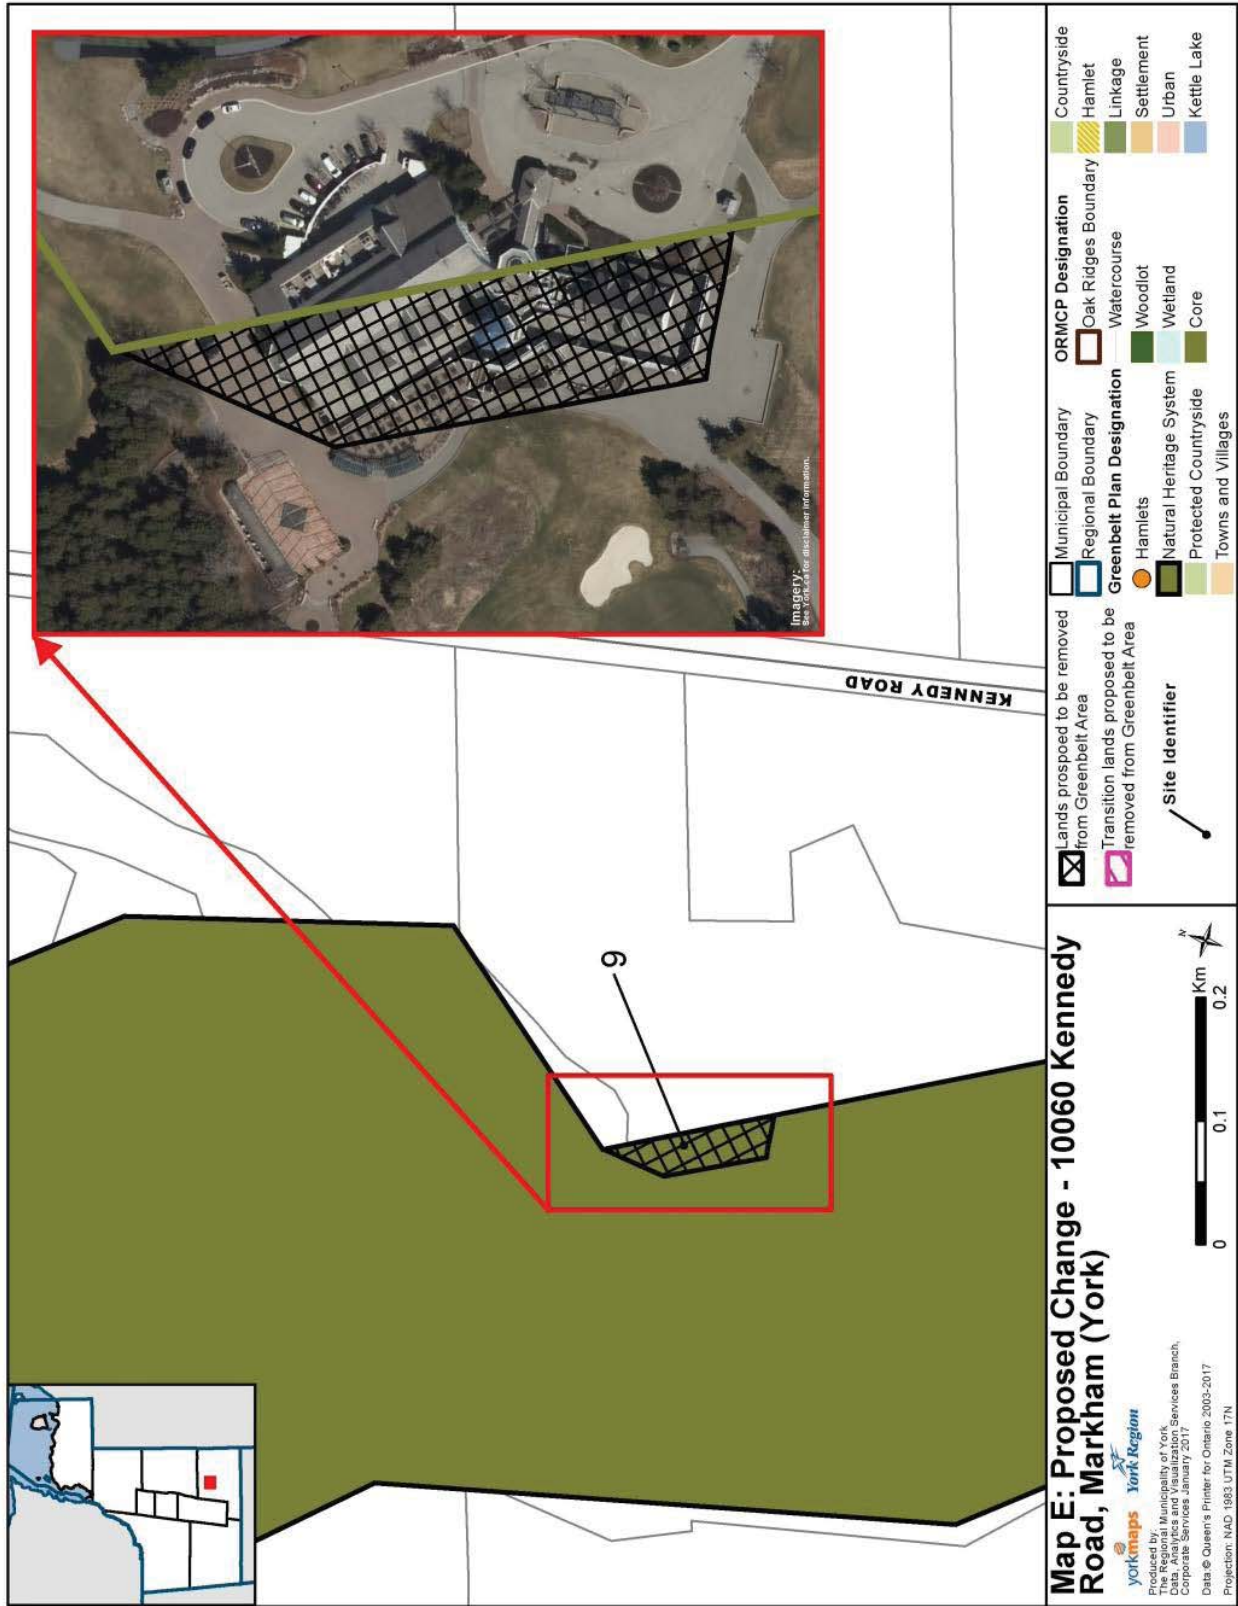 Imagery:
See York.ca for disclaimer information.
KENNEDY ROAD
9
Map E: Proposed Change - 10060 Kennedy
Road, Markham (York)
yorkmaps York Region
Produced by:
The Regional Municipality of York
Data, Analytics and Visualization Services Branch,
Corporate Services January 2017
Data:© Queen's Printer for Ontario 2003-2017
Projection: NAD 1983 UTM Zone 17N
0 0.1 0.2
Km
N
Lands prosposed to be removed
from Greenbelt Area
Transition lands proposed to be
removed from Greenbelt Area
Site Identifier
Municipal Boundary
Regional Boundary
Greenbelt Plan Designation
Hamlets
Natural Heritage System
Protected Countryside
Towns and Villages
ORMCP Designation
Oak Ridges Boundary
Watercourse
Woodlot
Wetland
Core
Countryside
Hamlet
Linkage
Settlement
Urban
Kettle Lake